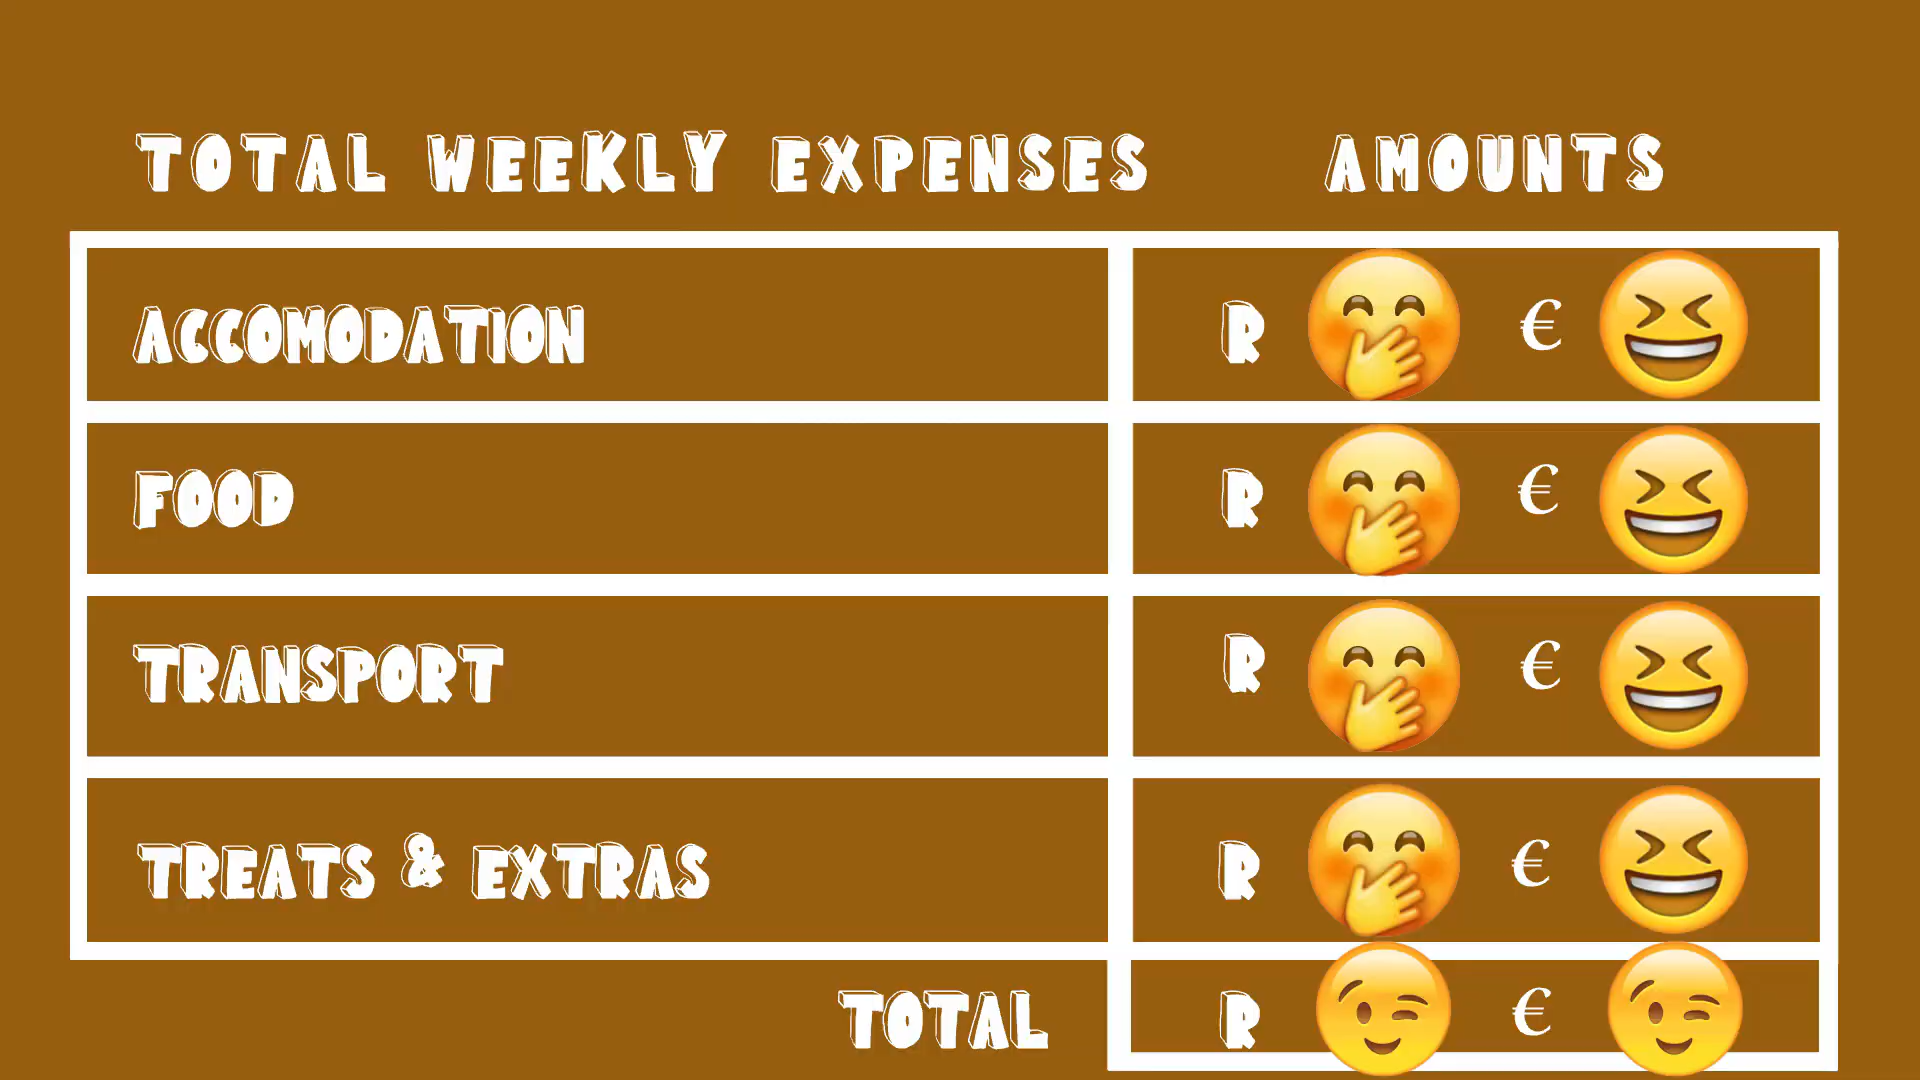 TOTAL WEEKLY EXPENSES AMOUNTS
ACCOMODATION R 🤭 € 😆
FOOD R 🤭 € 😆
TRANSPORT R 🤭 € 😆
TREATS & EXTRAS R 🤭 € 😆
TOTAL R 😉 € 😉